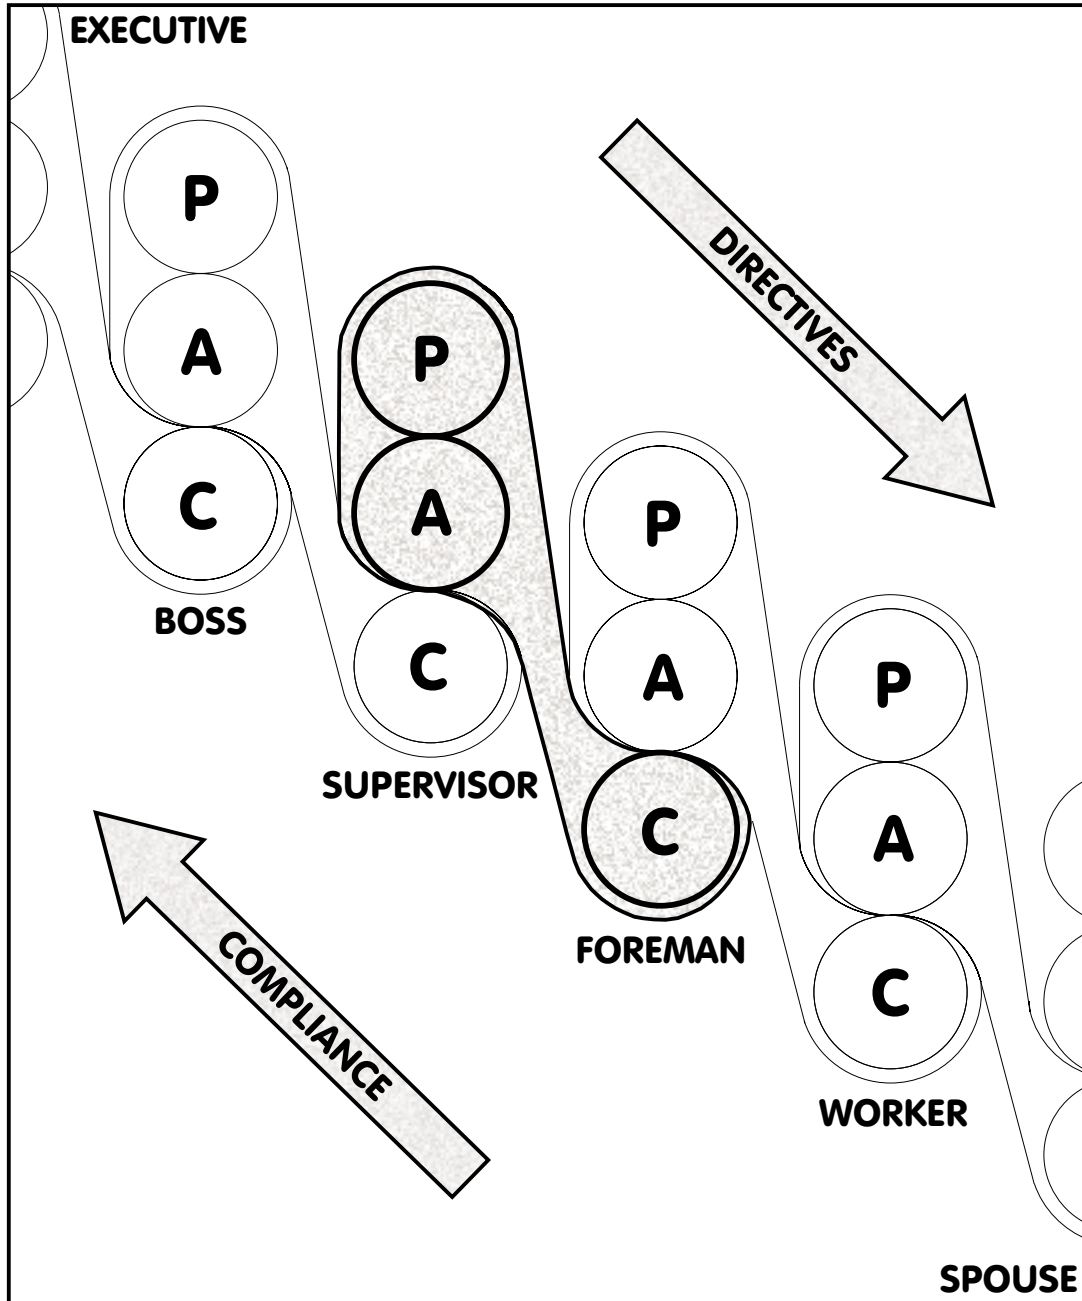 EXECUTIVE
P
A
C
BOSS
P
A
C
SUPERVISOR
P
A
C
FOREMAN
P
A
C
WORKER
SPOUSE
DIRECTIVES
COMPLIANCE